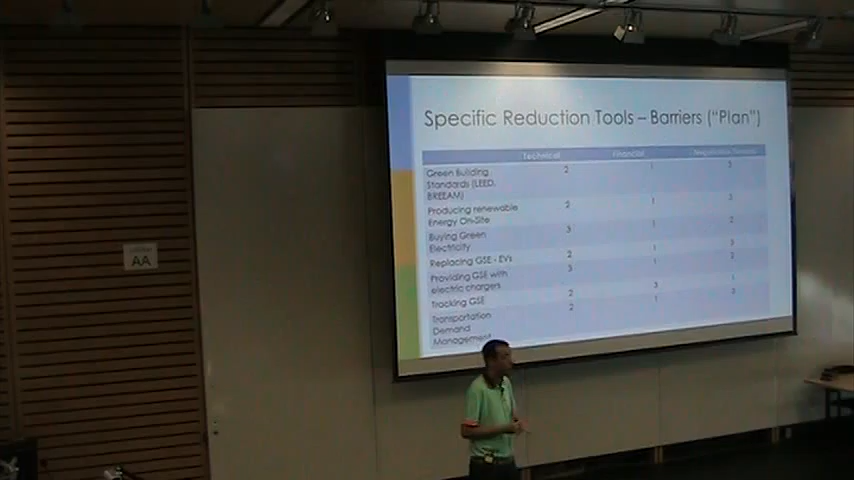 Specific Reduction Tools – Barriers ("Plan")
Technical Financial
Green Building 2 1 3
Standards (LEED,
BREEAM)
Producing renewable 2 1 3
Energy On-Site
Buying Green 3 1 2
Electricity
Replacing GSE - EVs 2 1 3
Providing GSE with 3 1 2
electric chargers
Tracking GSE 2 3 1
Transportation 2 1 3
Demand
Management
AA